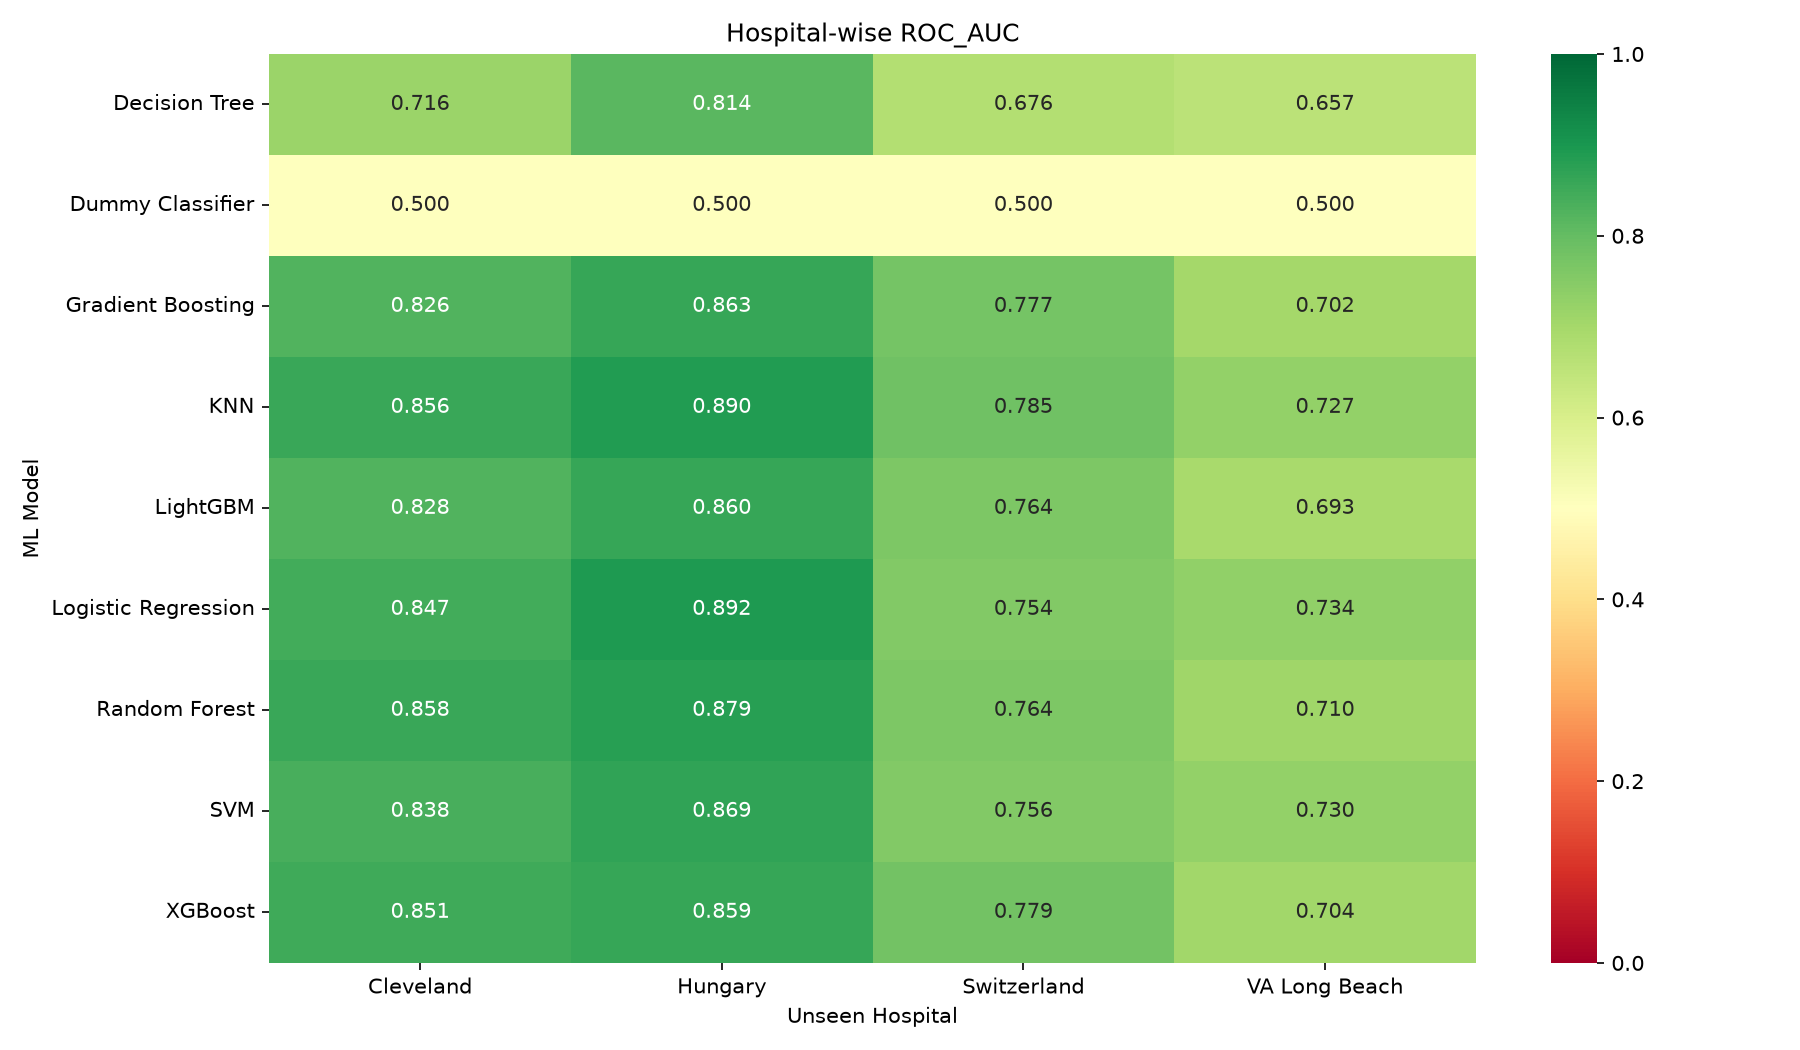 Hospital-wise ROC_AUC
Decision Tree 0.716 0.814 0.676 0.657
Dummy Classifier 0.500 0.500 0.500 0.500
Gradient Boosting 0.826 0.863 0.777 0.702
KNN 0.856 0.890 0.785 0.727
LightGBM 0.828 0.860 0.764 0.693
Logistic Regression 0.847 0.892 0.754 0.734
Random Forest 0.858 0.879 0.764 0.710
SVM 0.838 0.869 0.756 0.730
XGBoost 0.851 0.859 0.779 0.704
Cleveland Hungary Switzerland VA Long Beach
Unseen Hospital
ML Model
1.0
0.8
0.6
0.4
0.2
0.0